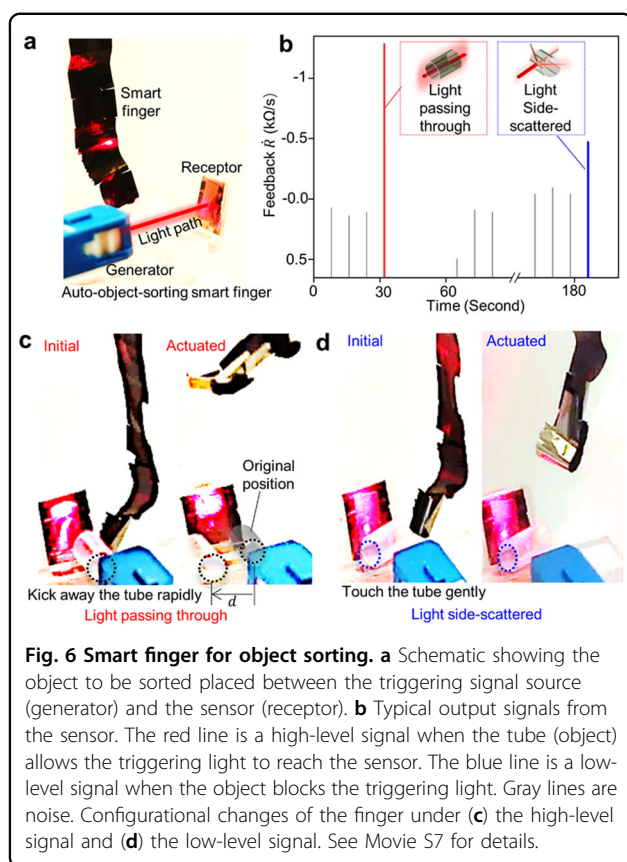 a
Smart
finger
Receptor
Light path
Generator
Auto-object-sorting smart finger
b
Feedback Ṙ (kΩ/s)
-1
-0.5
-0.0
0.5
0 30 60 180
Time (Second)
Light
passing
through
Light
Side-
scattered
c
Initial
Actuated
Original
position
Kick away the tube rapidly
d
Light passing through
d
Initial
Actuated
Touch the tube gently
Light side-scattered
Fig. 6 Smart finger for object sorting. a Schematic showing the
object to be sorted placed between the triggering signal source
(generator) and the sensor (receptor). b Typical output signals from
the sensor. The red line is a high-level signal when the tube (object)
allows the triggering light to reach the sensor. The blue line is a low-
level signal when the object blocks the triggering light. Gray lines are
noise. Configurational changes of the finger under (c) the high-level
signal and (d) the low-level signal. See Movie S7 for details.